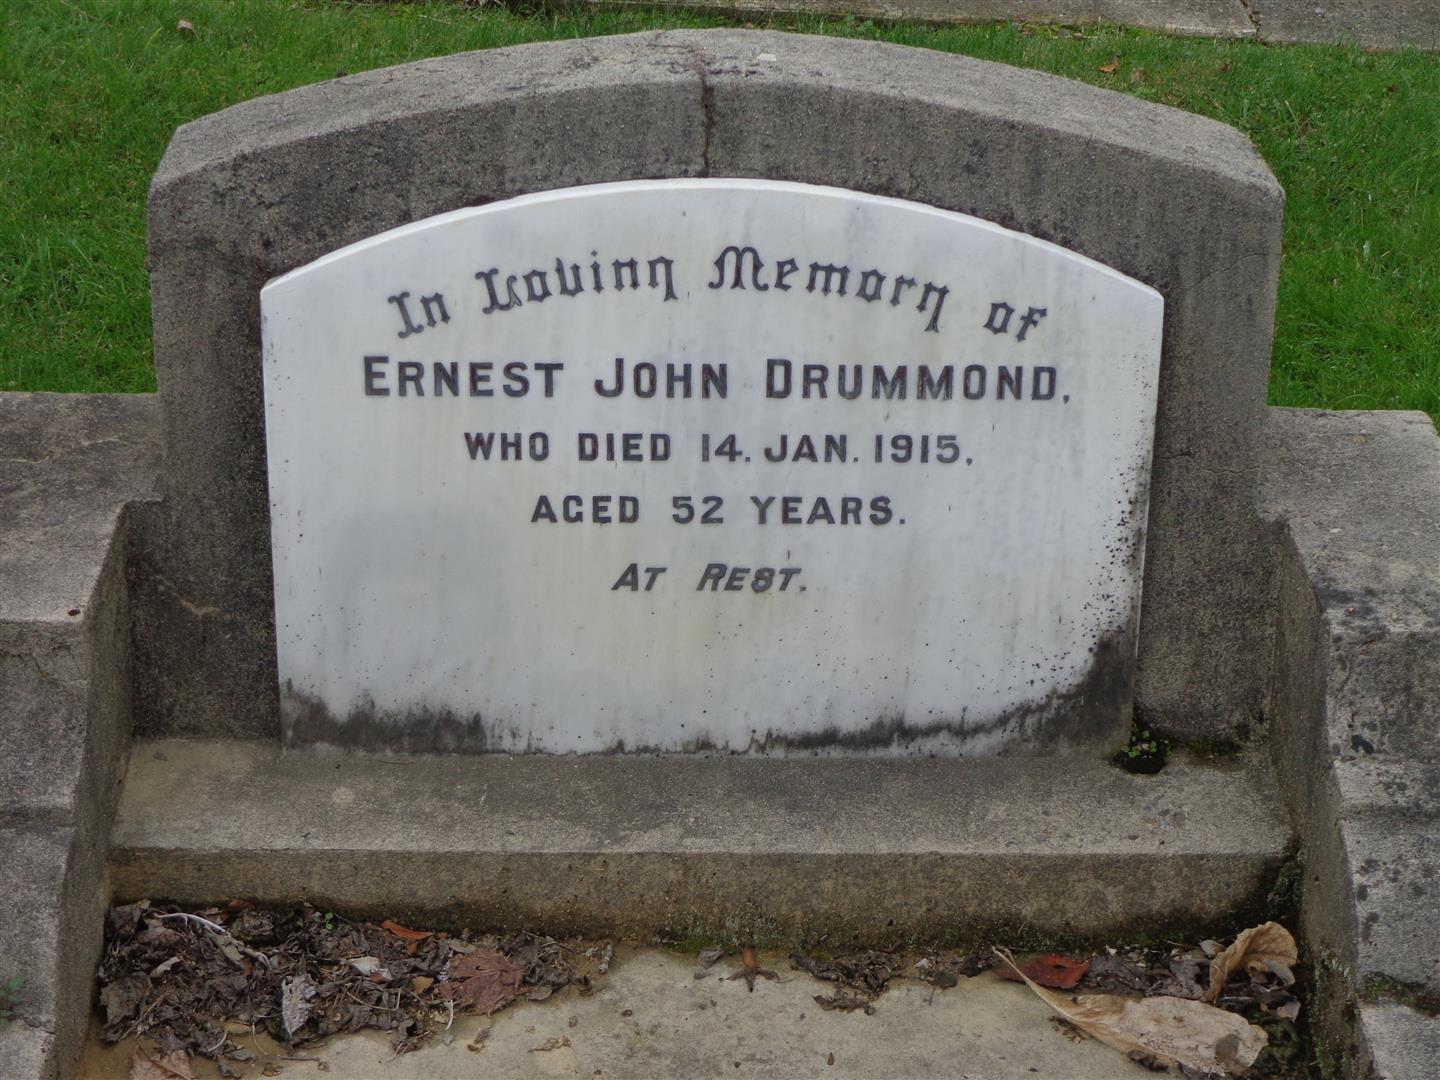 In Loving Memory of
ERNEST JOHN DRUMMOND,
WHO DIED 14. JAN. 1915,
AGED 52 YEARS.
AT REST.